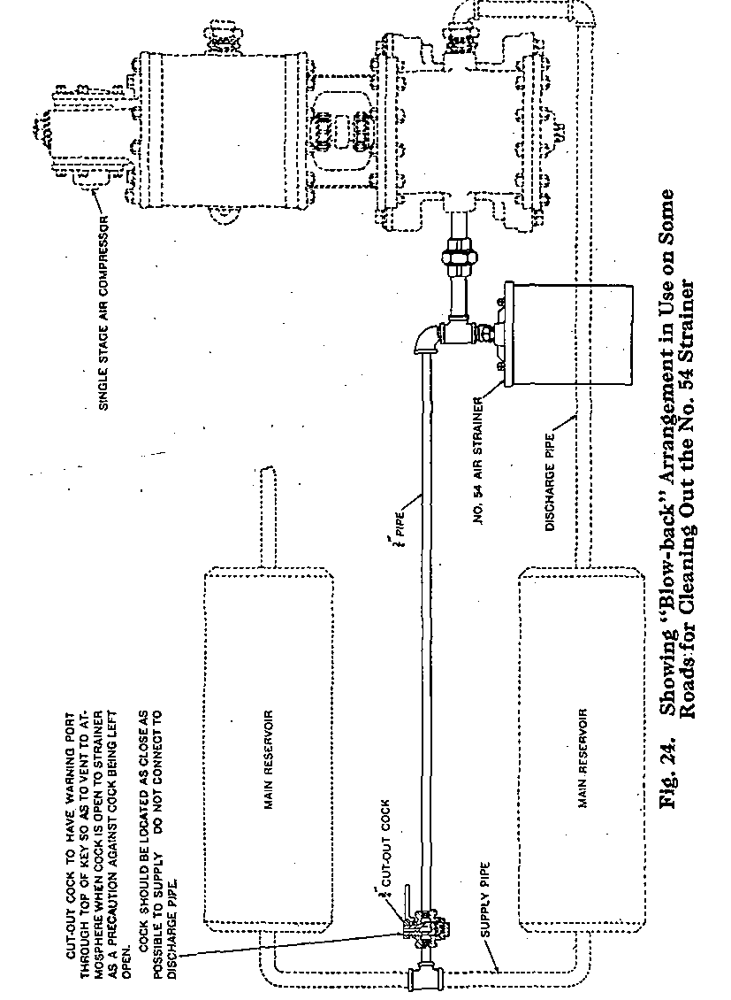 CUT-OUT COCK TO HAVE WARNING PORT
THROUGH TOP OF KEY SO AS TO VENT TO AT-
MOSPHERE WHEN COCK IS OPEN TO STRAINER
AS A PRECAUTION AGAINST COCK BEING LEFT
OPEN.
COCK SHOULD BE LOCATED AS CLOSE AS
POSSIBLE TO SUPPLY DO NOT CONNECT TO
DISCHARGE PIPE.
SINGLE STAGE AIR COMPRESSOR
MAIN RESERVOIR
CUT-OUT COCK
PIPE
NO. 54 AIR STRAINER
SUPPLY PIPE
DISCHARGE PIPE
MAIN RESERVOIR
Fig. 24. Showing “Blow-back” Arrangement in Use on Some
Roads for Cleaning Out the No. 54 Strainer